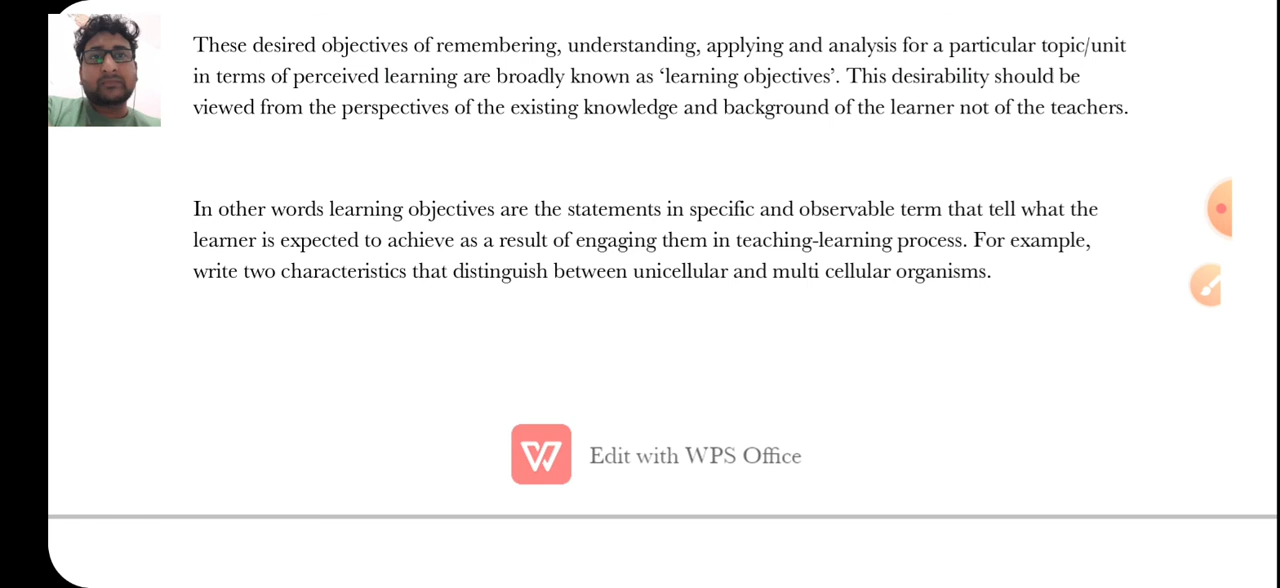 These desired objectives of remembering, understanding, applying and analysis for a particular topic/unit
in terms of perceived learning are broadly known as ‘learning objectives’. This desirability should be
viewed from the perspectives of the existing knowledge and background of the learner not of the teachers.
In other words learning objectives are the statements in specific and observable term that tell what the
learner is expected to achieve as a result of engaging them in teaching-learning process. For example,
write two characteristics that distinguish between unicellular and multi cellular organisms.
Edit with WPS Office